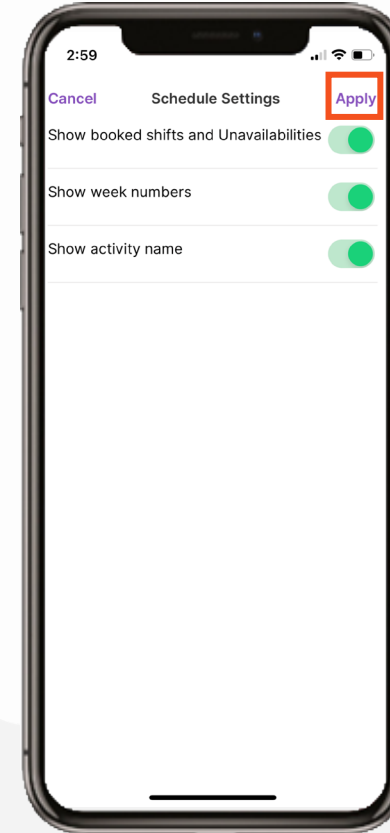 2:59
Cancel Schedule Settings Apply
Show booked shifts and Unavailabilities
Show week numbers
Show activity name